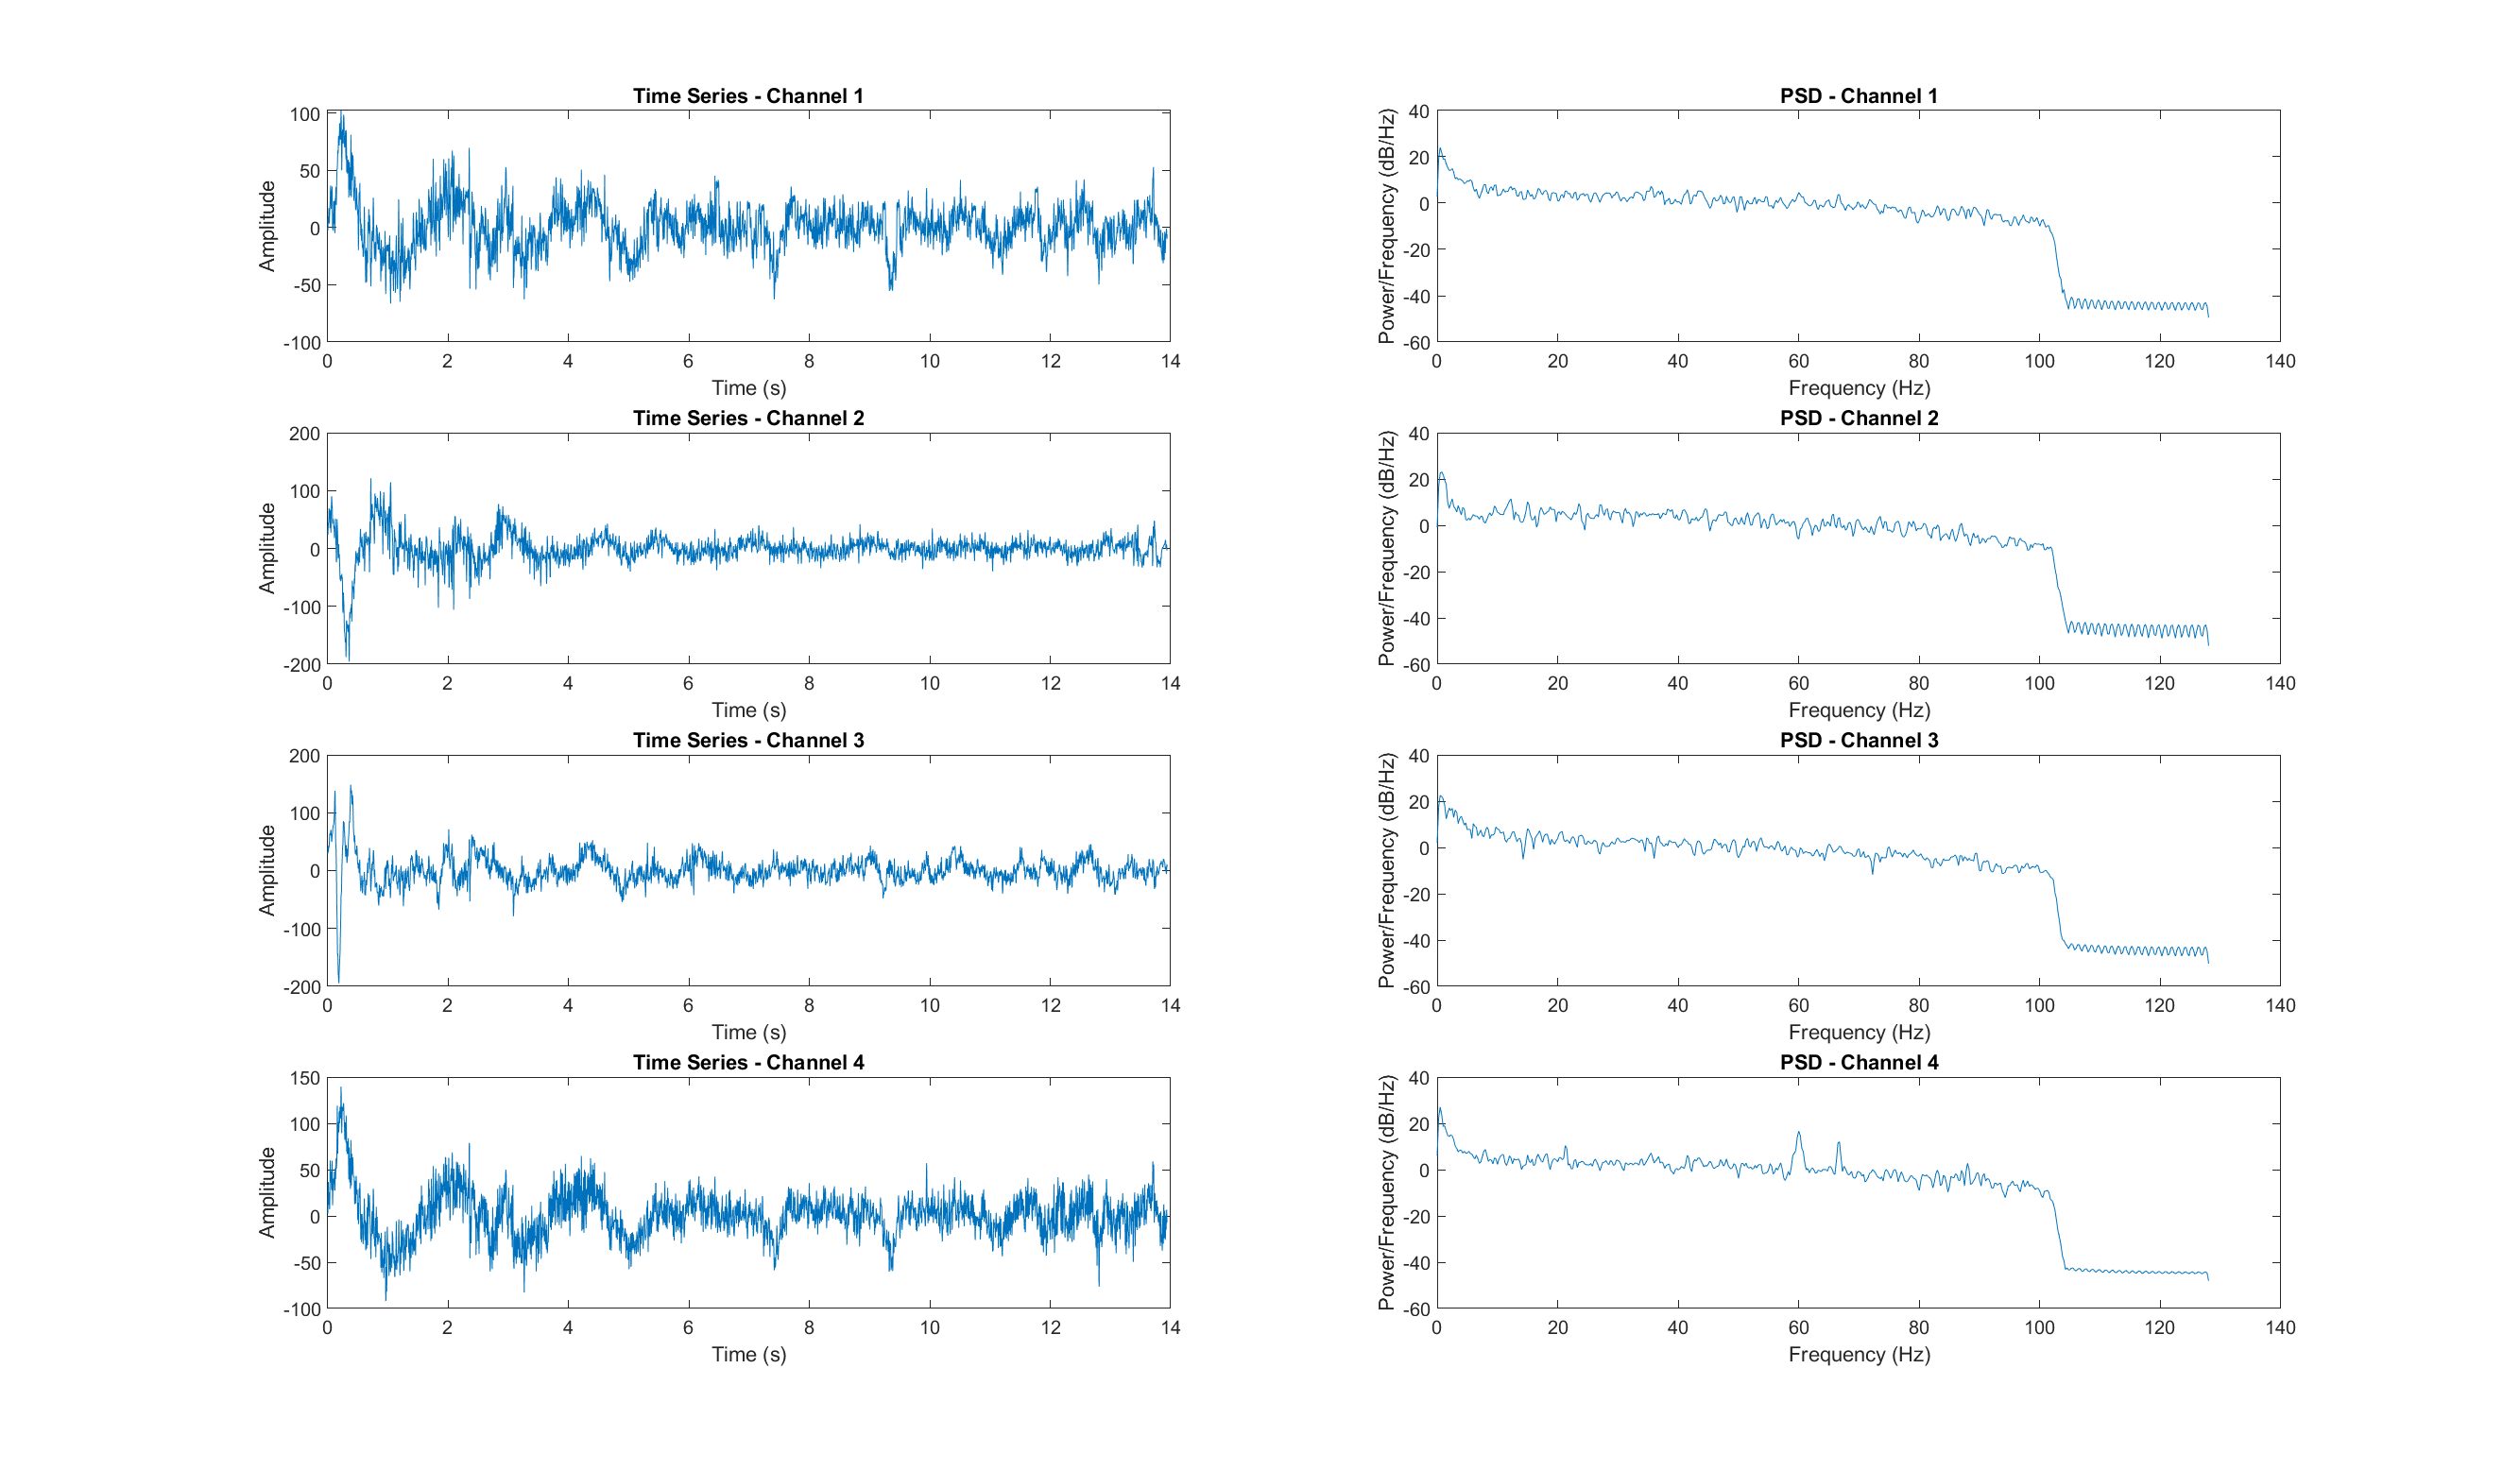 Time Series - Channel 1
100
50
0
-50
-100
Amplitude
0 2 4 6 8 10 12 14
Time (s)
PSD - Channel 1
40
20
0
-20
-40
-60
Power/Frequency (dB/Hz)
0 20 40 60 80 100 120 140
Frequency (Hz)
Time Series - Channel 2
200
100
0
-100
-200
Amplitude
0 2 4 6 8 10 12 14
Time (s)
PSD - Channel 2
40
20
0
-20
-40
-60
Power/Frequency (dB/Hz)
0 20 40 60 80 100 120 140
Frequency (Hz)
Time Series - Channel 3
200
100
0
-100
-200
Amplitude
0 2 4 6 8 10 12 14
Time (s)
PSD - Channel 3
40
20
0
-20
-40
-60
Power/Frequency (dB/Hz)
0 20 40 60 80 100 120 140
Frequency (Hz)
Time Series - Channel 4
150
100
50
0
-50
-100
Amplitude
0 2 4 6 8 10 12 14
Time (s)
PSD - Channel 4
40
20
0
-20
-40
-60
Power/Frequency (dB/Hz)
0 20 40 60 80 100 120 140
Frequency (Hz)